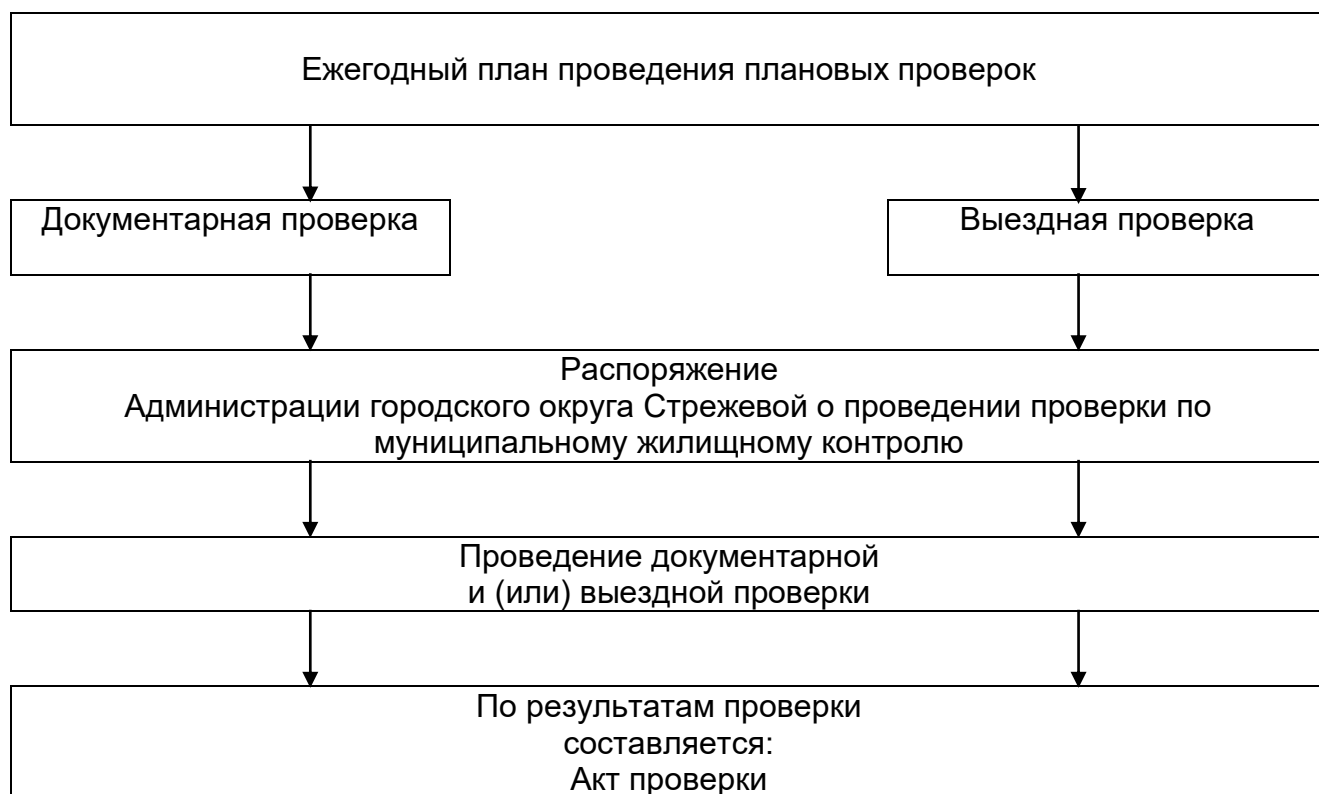 Ежегодный план проведения плановых проверок
Документарная проверка
Выездная проверка
Распоряжение
Администрации городского округа Стрежевой о проведении проверки по
муниципальному жилищному контролю
Проведение документарной
и (или) выездной проверки
По результатам проверки
составляется:
Акт проверки